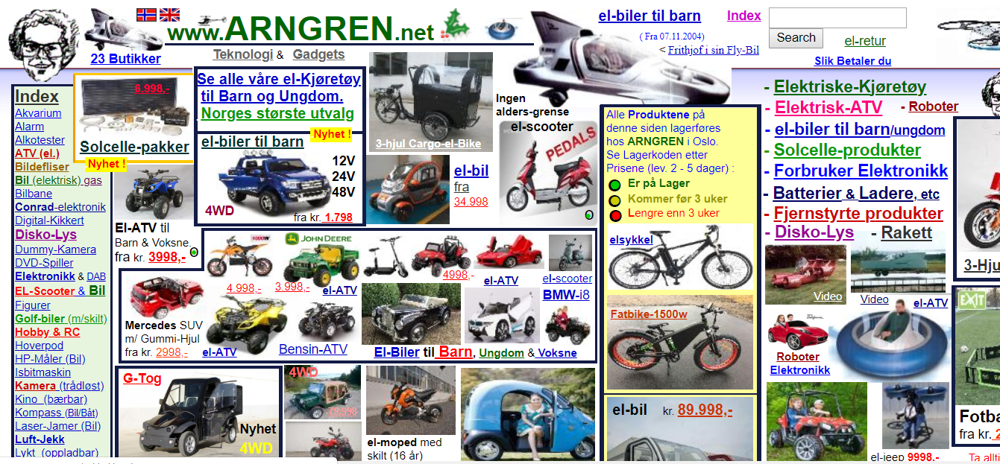 www.ARNGREN.net
23 Butikker
Teknologi & Gadgets
el-biler til barn
Index
( Fra 07.11.2004)
< Frithjof i sin Fly-Bil
Search
el-retur
Slik Betaler du
Index
Akvarium
Alarm
Alkotester
ATV (el.)
Bildefliser
Bil (elektrisk) gas
Bilbane
Conrad-elektronik
Digital-Kikkert
Disko-Lys
Dummy-Kamera
DVD-Spiller
Elektronikk & DAB
EL-Scooter & Bil
Figurer
Golf-biler (m/skilt)
Hobby & RC
Hoverpod
HP-Måler (Bil)
Isbitmaskin
Kamera (trådløst)
Kino (bærbar)
Kompass (Bil/Båt)
Laser-Jamer (Bil)
Luft-Jekk
Lykt (oppladbar)
6.998,-
Solcelle-pakker
Nyhet !
Se alle våre el-Kjøretøy
til Barn og Ungdom.
Norges største utvalg
el-biler til barn
Nyhet !
12V
24V
48V
4WD
fra kr. 1.798
El-ATV til
Barn & Voksne.
fra kr. 3998,-
3-hjul Cargo-el-Bike
el-bil
fra
34.998
Ingen
alders-grense
el-scooter
PEDALS
Alle Produktene på
denne siden lagerføres
hos ARNGREN i Oslo.
Se Lagerkoden etter
Prisene (lev. 2 - 5 dager) :
Er på Lager
Kommer før 3 uker
Lengre enn 3 uker
elsykkel
Fatbike-1500w
el-bil kr. 89.998,-
1000W
4.998,-
JOHN DEERE
3.998,-
el-ATV
4998,-
el-ATV
el-scooter
Mercedes SUV
m/ Gummi-Hjul
fra kr. 2998,-
el-ATV
Bensin-ATV
BMW-i8
El-Biler til Barn, Ungdom & Voksne
G-Tog
Nyhet
4WD
4WD
el-moped med
skilt (16 år)
- Elektriske-Kjøretøy
- Elektrisk-ATV
- Roboter
- el-biler til barn/ungdom
- Solcelle-produkter
- Forbruker Elektronikk
- Batterier & Ladere, etc
- Fjernstyrte produkter
- Disko-Lys
- Rakett
Video
Video
el-ATV
Roboter
Elektronikk
el-jeep 9998,-
3-Hju
EXIT
Fotba
fra kr. 2
Ta allti